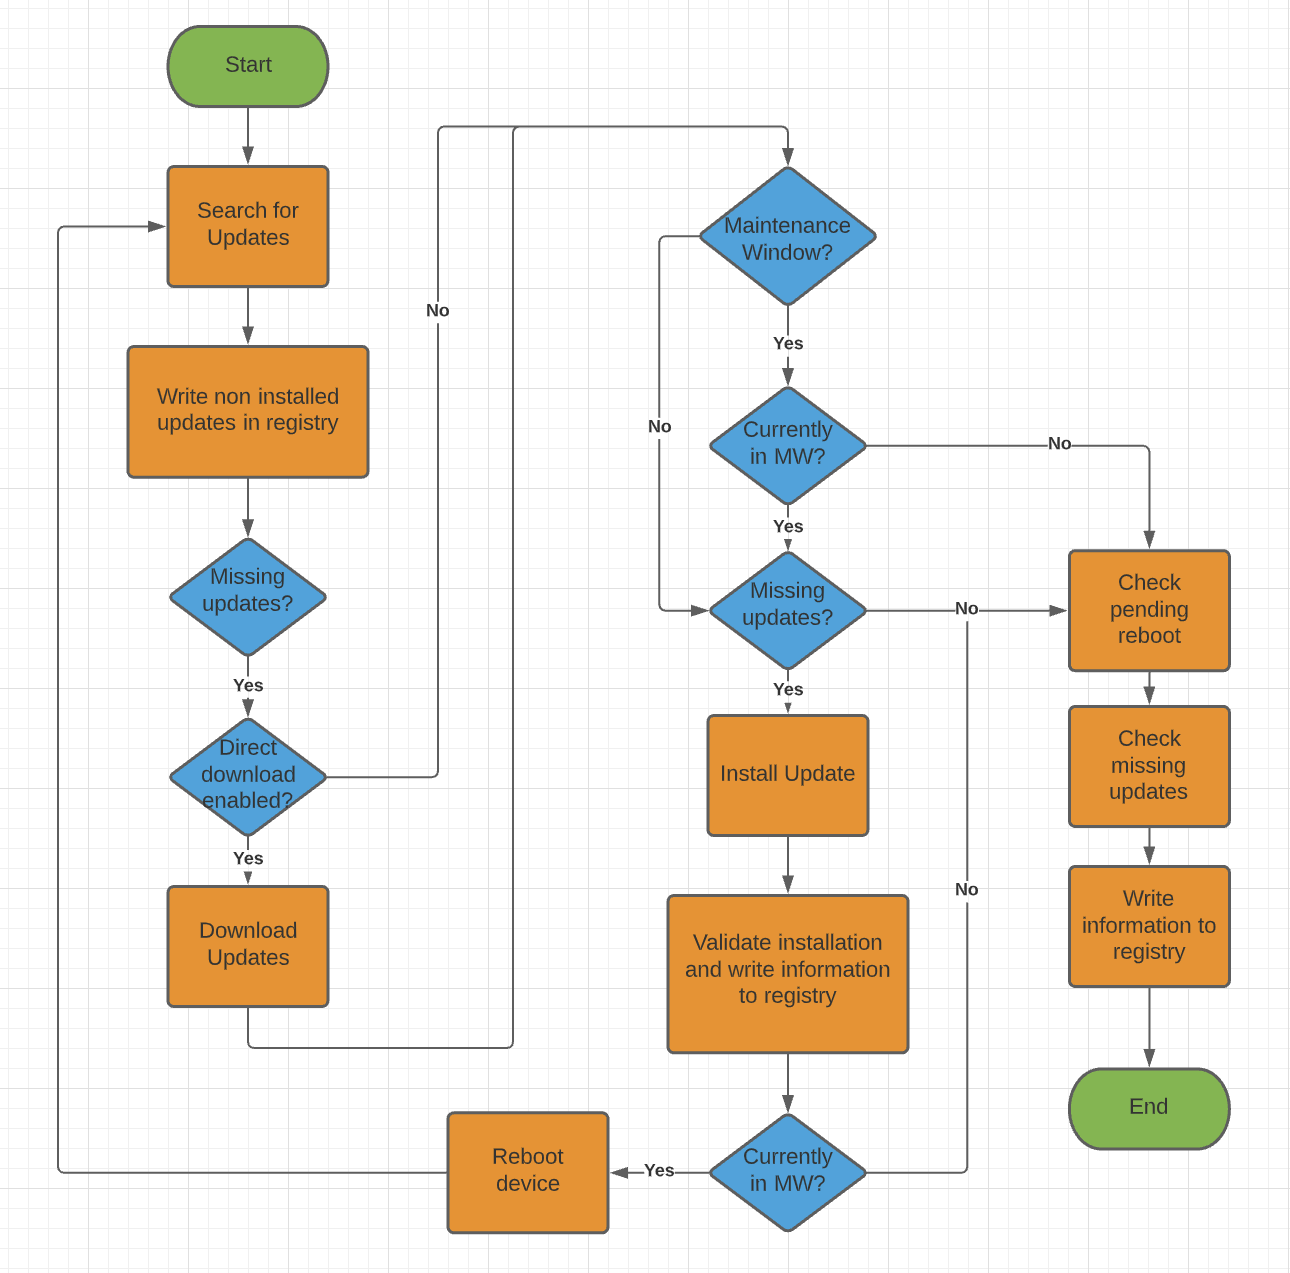 Start
Search for
Updates
Write non installed
updates in registry
Missing
updates?
Yes
Direct
download
enabled?
No
Yes
Download
Updates
Maintenance
Window?
No
Yes
Currently
in MW?
No
Yes
Missing
updates?
No
Yes
Install Update
Validate installation
and write information
to registry
Currently
in MW?
No
Yes
Reboot
device
Check
pending
reboot
Check
missing
updates
Write
information to
registry
End